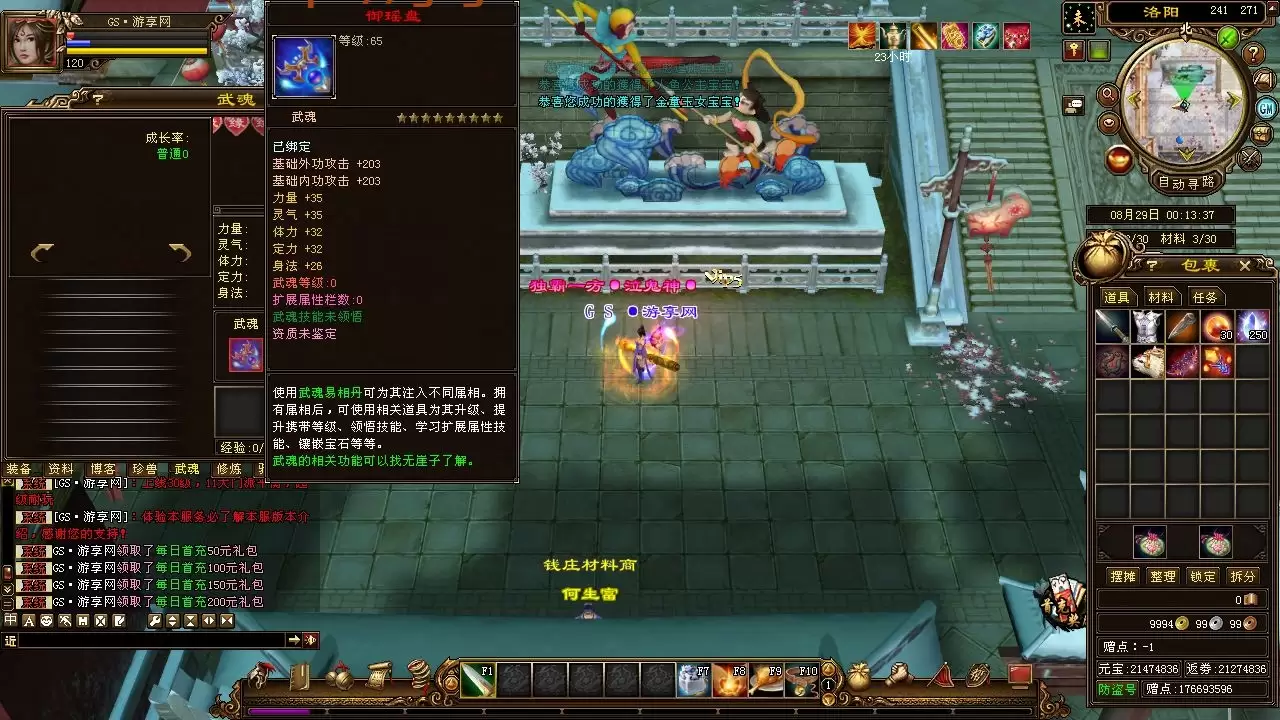 GS·游享网
120
武魂
成长率:
普通0
力量:
灵气:
体力:
定力:
身法:
武魂
经验:0/
装备 资料 博客 珍兽 武魂 修炼
御瑶盘
等级:65
武魂
已绑定
基础外功攻击 +203
基础内功攻击 +203
力量 +35
灵气 +35
体力 +32
定力 +32
身法 +26
武魂等级:0
扩展属性栏数:0
武魂技能未领悟
资质未鉴定
使用武魂易相丹可为其注入不同属相。拥
有属相后,可使用相关道具为其升级、提
升携带等级、领悟技能、学习扩展属性技
能、镶嵌宝石等等。
武魂的相关功能可以找无崖子了解。
恭喜您成功的獲得了金童玉女宝宝!
23小时
独霸一方 ●泣鬼神●
Vip5
GS ●游享网
钱庄材料商
何生富
[GS·游享网]:体验本服务必了解本服版本介
绍,感谢您的支持!
GS·游享网领取了每日首充50元礼包
GS·游享网领取了每日首充100元礼包
GS·游享网领取了每日首充150元礼包
GS·游享网领取了每日首充200元礼包
近
F1 F7 F8 F9 F10
洛阳 241 271
北
GM
自动寻路
08月29日 00:13:37
/30 材料 3/30
? 包裹
道具 材料 任务
30 250
摆摊 整理 锁定 拆分
0
9994 99 99
赠点:-1
元宝:21474836 返券:21274836
防盗号 赠点:176693596